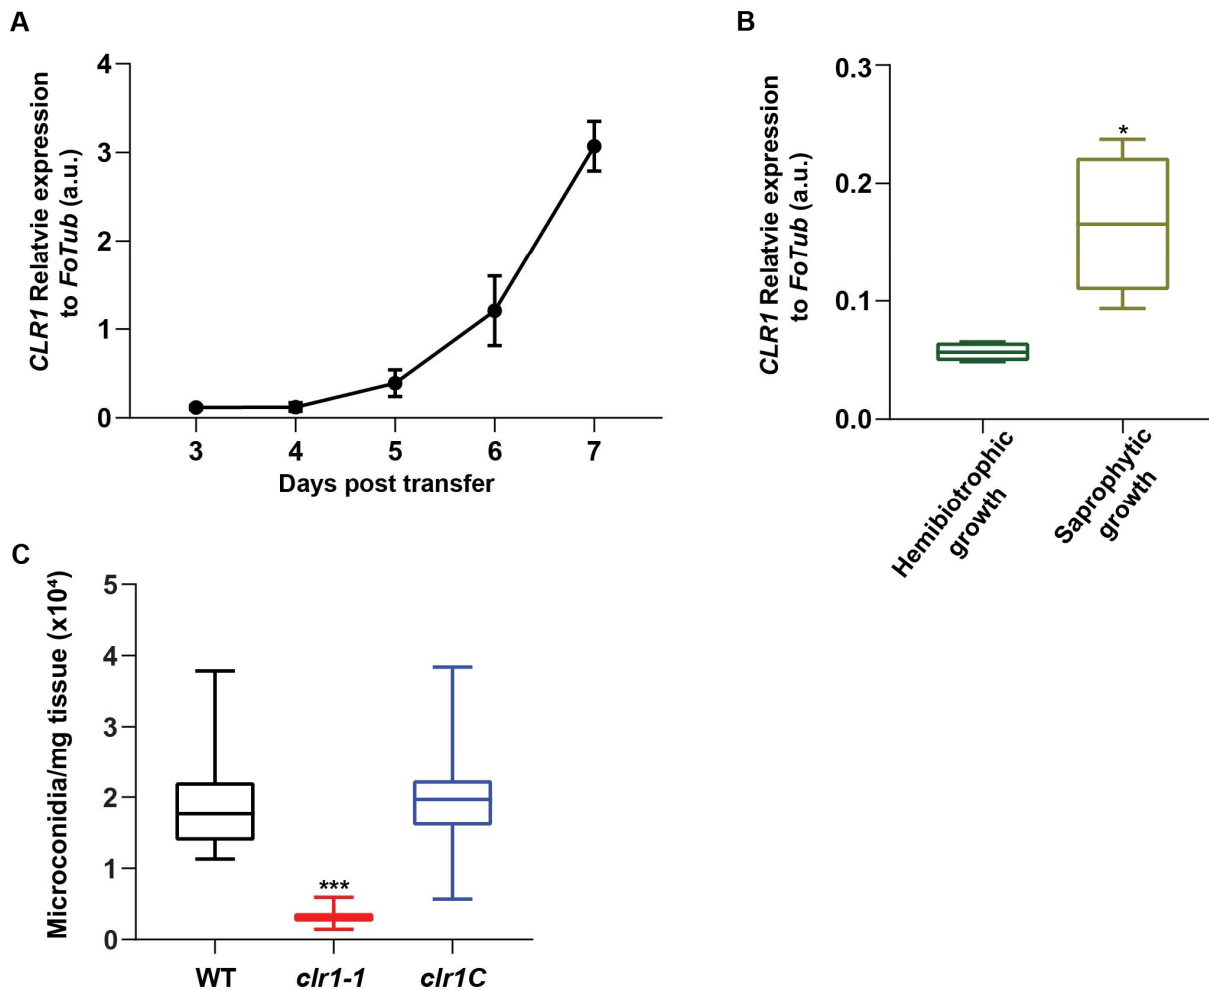 A
CLR1 Relatvie expression
to FoTub (a.u.)
4
3
2
1
0
3 4 5 6 7
Days post transfer
B
CLR1 Relatvie expression
to FoTub (a.u.)
0.3
0.2
0.1
0.0
*
Hemibiotrophic
growth
Saprophytic
growth
C
Microconidia/mg tissue (x10⁴)
5
4
3
2
1
0
***
WT clr1-1 clr1C